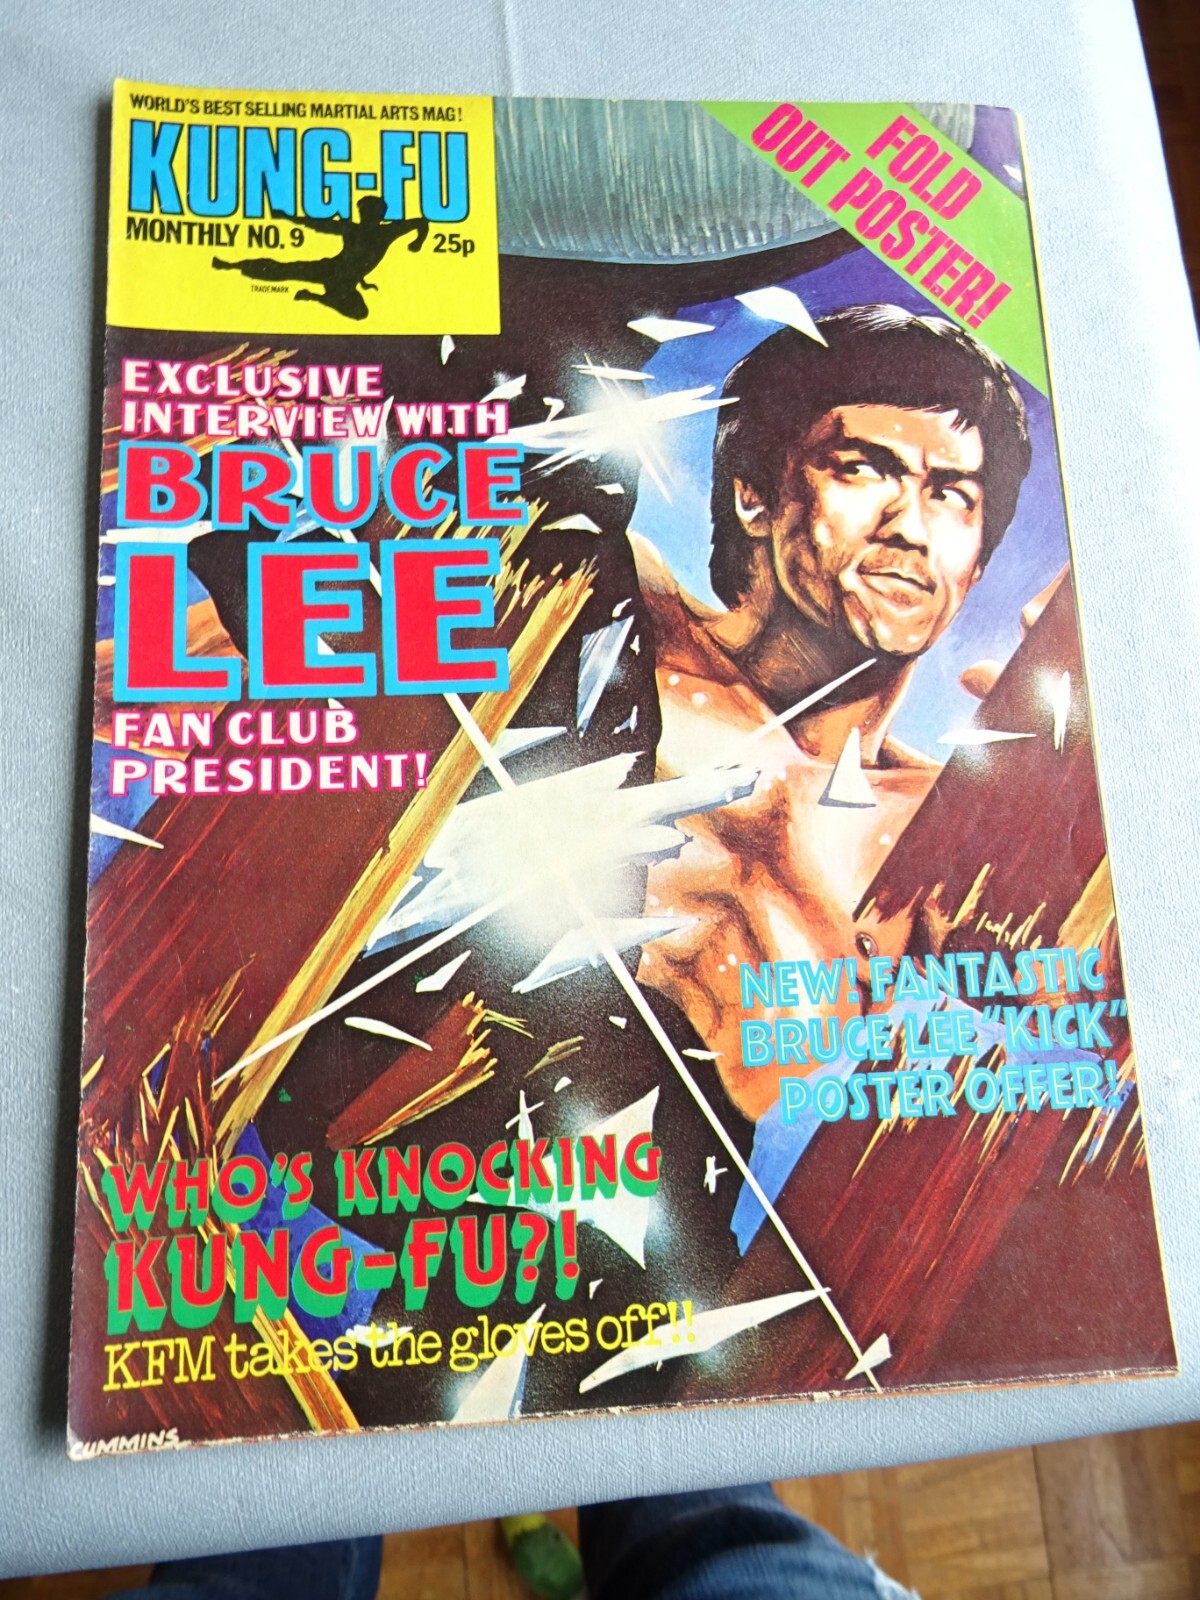 WORLD'S BEST SELLING MARTIAL ARTS MAG!
KUNG-FU
MONTHLY NO. 9
25p
TRADEMARK
FOLD
OUT POSTER!
EXCLUSIVE
INTERVIEW WITH
BRUCE
LEE
FAN CLUB
PRESIDENT!
NEW! FANTASTIC
BRUCE LEE "KICK"
POSTER OFFER!
WHO'S KNOCKING
KUNG-FU?!
KFM takes the gloves off!!
CUMMINS